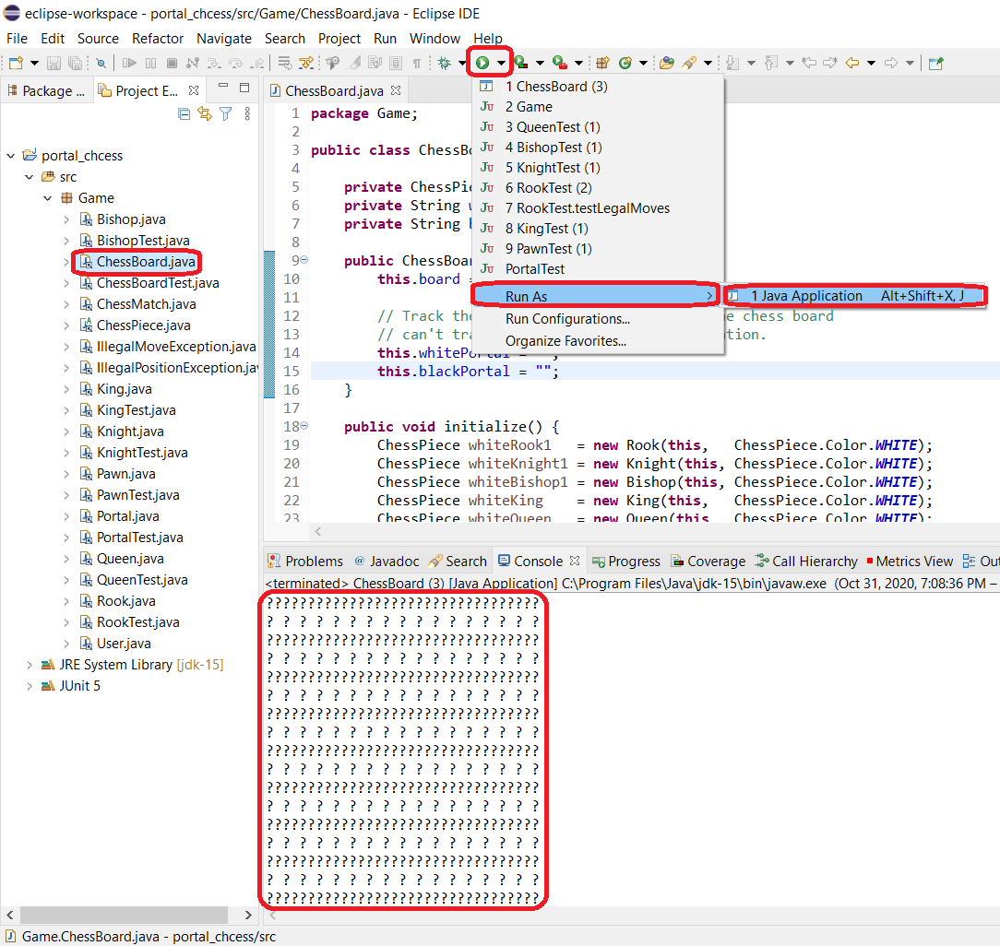 eclipse-workspace - portal_chcess/src/Game/ChessBoard.java - Eclipse IDE
File Edit Source Refactor Navigate Search Project Run Window Help
Package ... Project E...
ChessBoard.java
portal_chcess
src
Game
Bishop.java
BishopTest.java
ChessBoard.java
ChessBoardTest.java
ChessMatch.java
ChessPiece.java
IllegalMoveException.java
IllegalPositionException.jav
King.java
KingTest.java
Knight.java
KnightTest.java
Pawn.java
PawnTest.java
Portal.java
PortalTest.java
Queen.java
QueenTest.java
Rook.java
RookTest.java
User.java
JRE System Library [jdk-15]
JUnit 5
1 package Game;
2
3 public class ChessBo
4
5 private ChessPie
6 private String w
7 private String b
8
9 public ChessBoar
10 this.board =
11
12 // Track the e chess board
13 // can't tra tion.
14 this.whitePortal = "";
15 this.blackPortal = "";
16 }
17
18 public void initialize() {
19 ChessPiece whiteRook1 = new Rook(this, ChessPiece.Color.WHITE);
20 ChessPiece whiteKnight1 = new Knight(this, ChessPiece.Color.WHITE);
21 ChessPiece whiteBishop1 = new Bishop(this, ChessPiece.Color.WHITE);
22 ChessPiece whiteKing = new King(this, ChessPiece.Color.WHITE);
23 ChessPiece whiteQueen = new Queen(this, ChessPiece.Color.WHITE);
1 ChessBoard (3)
Ju 2 Game
Ju 3 QueenTest (1)
Ju 4 BishopTest (1)
Ju 5 KnightTest (1)
Ju 6 RookTest (2)
Ju 7 RookTest.testLegalMoves
Ju 8 KingTest (1)
Ju 9 PawnTest (1)
Ju PortalTest
Run As >
Run Configurations...
Organize Favorites...
1 Java Application Alt+Shift+X, J
Problems @ Javadoc Search Console Progress Coverage Call Hierarchy Metrics View Out
<terminated> ChessBoard (3) [Java Application] C:\Program Files\Java\jdk-15\bin\javaw.exe (Oct 31, 2020, 7:08:36 PM –
?????????????????????????????????
? ? ? ? ? ? ? ? ? ? ? ? ? ? ? ? ?
?????????????????????????????????
? ? ? ? ? ? ? ? ? ? ? ? ? ? ? ? ?
?????????????????????????????????
? ? ? ? ? ? ? ? ? ? ? ? ? ? ? ? ?
?????????????????????????????????
? ? ? ? ? ? ? ? ? ? ? ? ? ? ? ? ?
?????????????????????????????????
? ? ? ? ? ? ? ? ? ? ? ? ? ? ? ? ?
?????????????????????????????????
? ? ? ? ? ? ? ? ? ? ? ? ? ? ? ? ?
?????????????????????????????????
? ? ? ? ? ? ? ? ? ? ? ? ? ? ? ? ?
?????????????????????????????????
? ? ? ? ? ? ? ? ? ? ? ? ? ? ? ? ?
?????????????????????????????????
Game.ChessBoard.java - portal_chcess/src